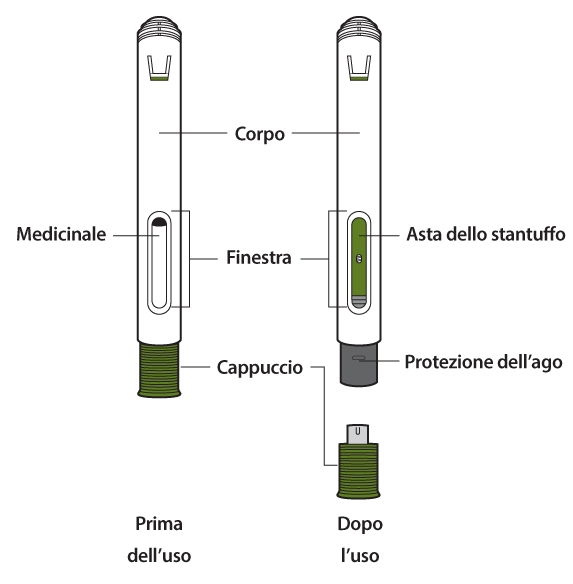 Corpo
Medicinale
Asta dello stantuffo
Finestra
Cappuccio
Protezione dell'ago
Prima
dell'uso
Dopo
l'uso